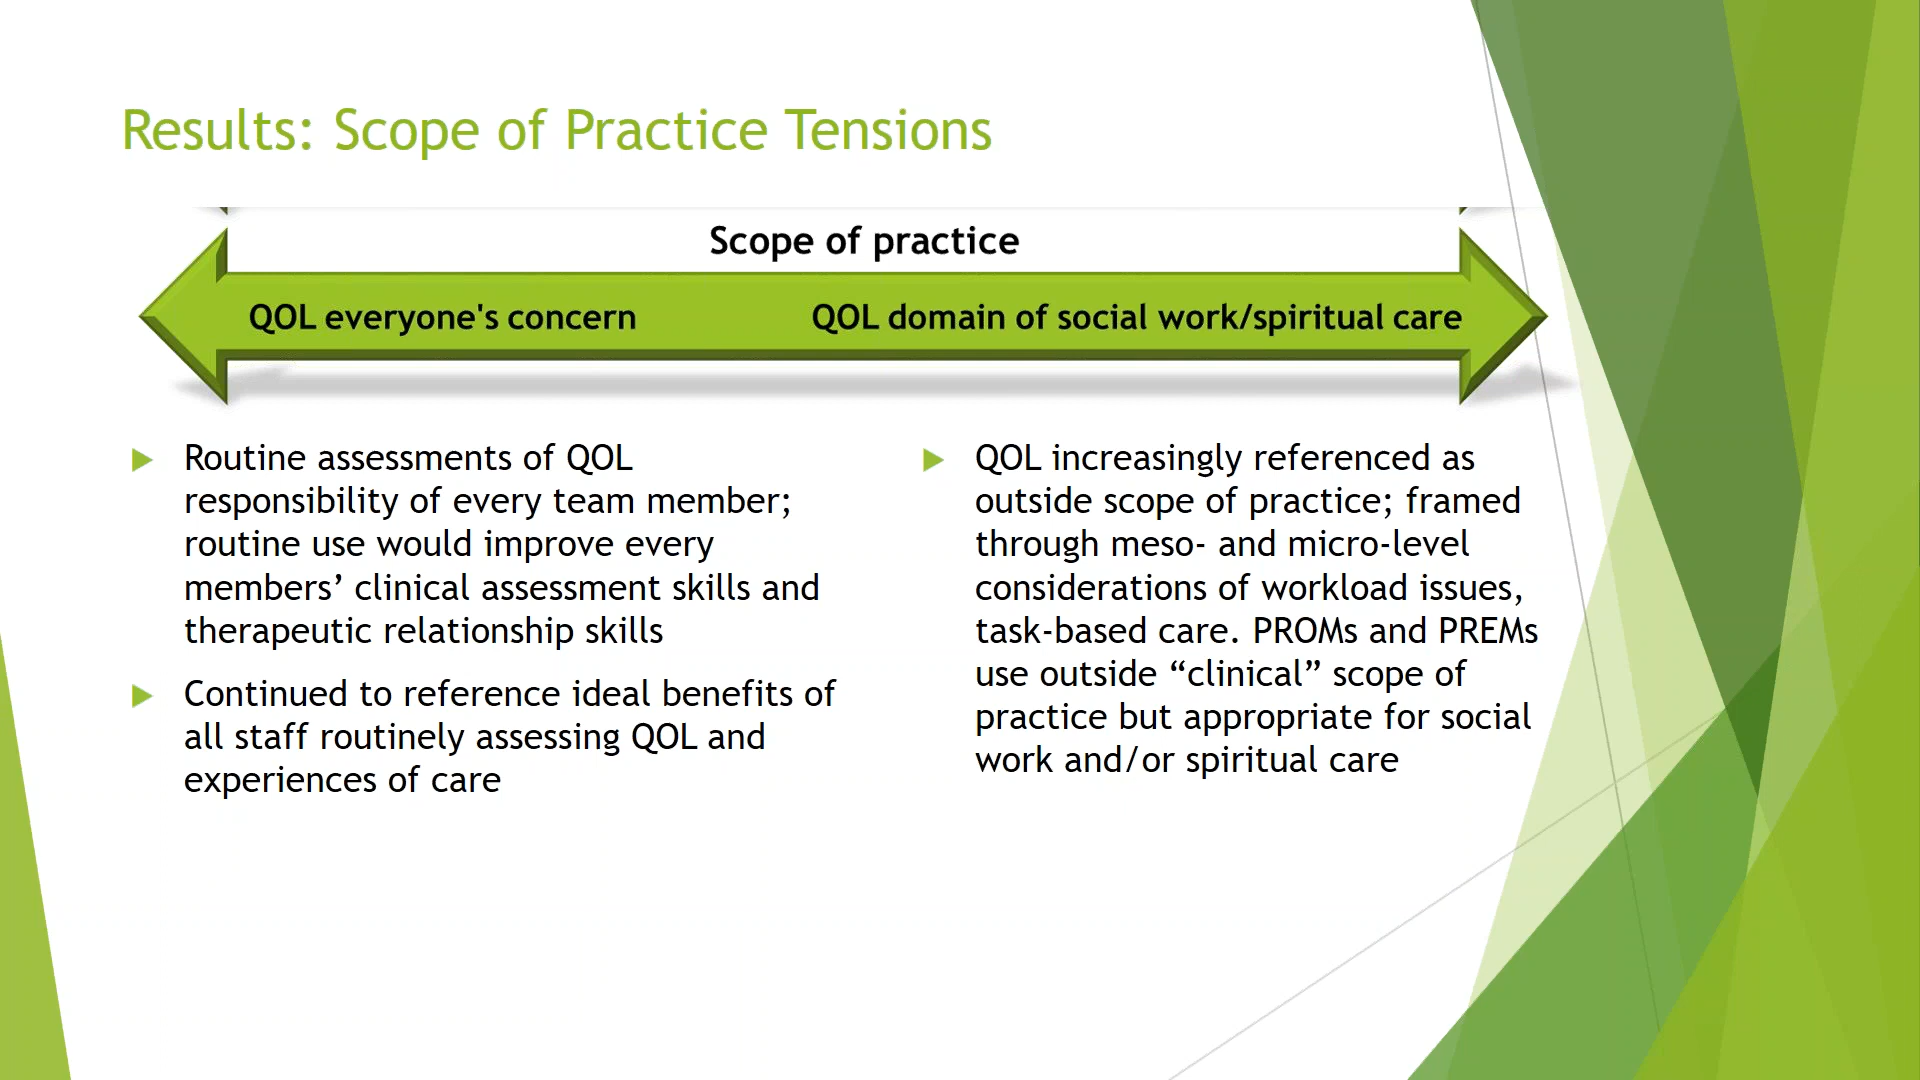 Results: Scope of Practice Tensions
Scope of practice
QOL everyone's concern
QOL domain of social work/spiritual care
Routine assessments of QOL
responsibility of every team member;
routine use would improve every
members’ clinical assessment skills and
therapeutic relationship skills
Continued to reference ideal benefits of
all staff routinely assessing QOL and
experiences of care
QOL increasingly referenced as
outside scope of practice; framed
through meso- and micro-level
considerations of workload issues,
task-based care. PROMs and PREMs
use outside “clinical” scope of
practice but appropriate for social
work and/or spiritual care